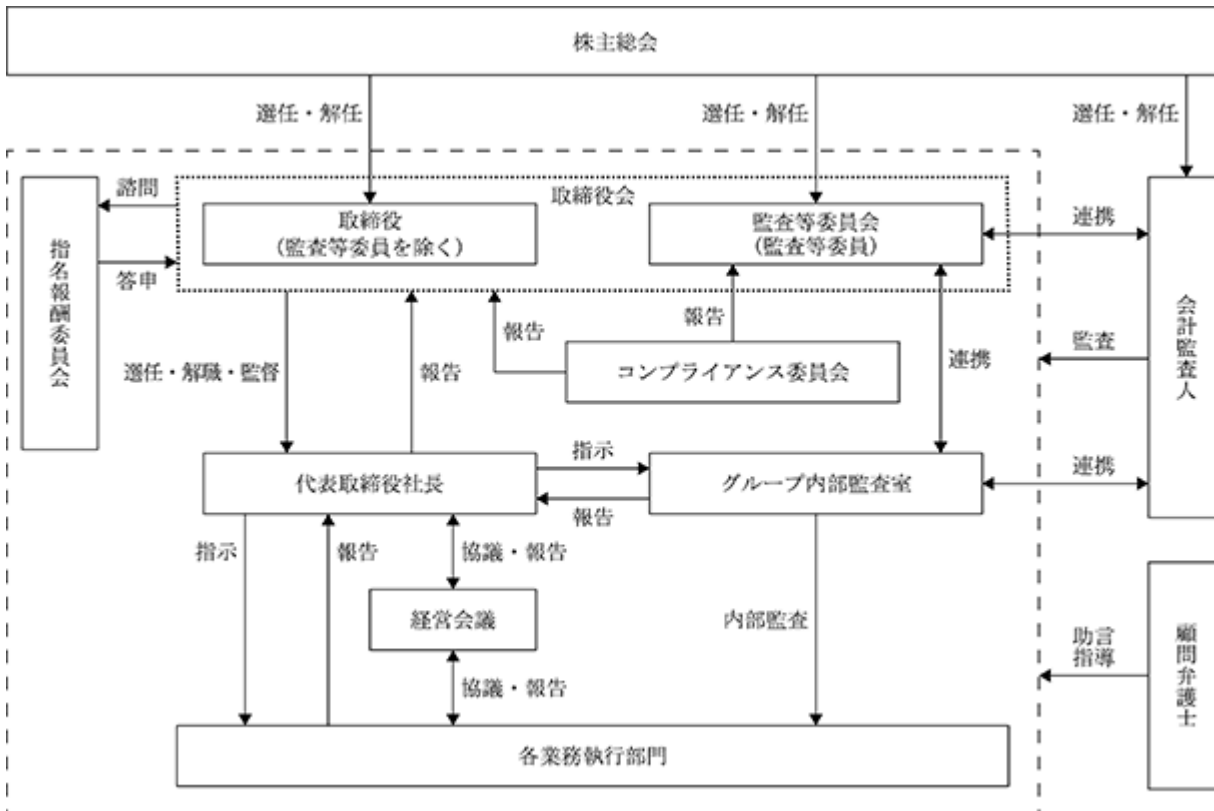 株主総会
選任・解任
選任・解任
選任・解任
諮問
答申
指名報酬委員会
取締役会
取締役
（監査等委員を除く）
監査等委員会
（監査等委員）
連携
会計監査人
報告
報告
コンプライアンス委員会
選任・解職・監督
報告
連携
監査
代表取締役社長
指示
報告
グループ内部監査室
連携
指示
報告
協議・報告
経営会議
協議・報告
内部監査
助言
指導
顧問弁護士
各業務執行部門